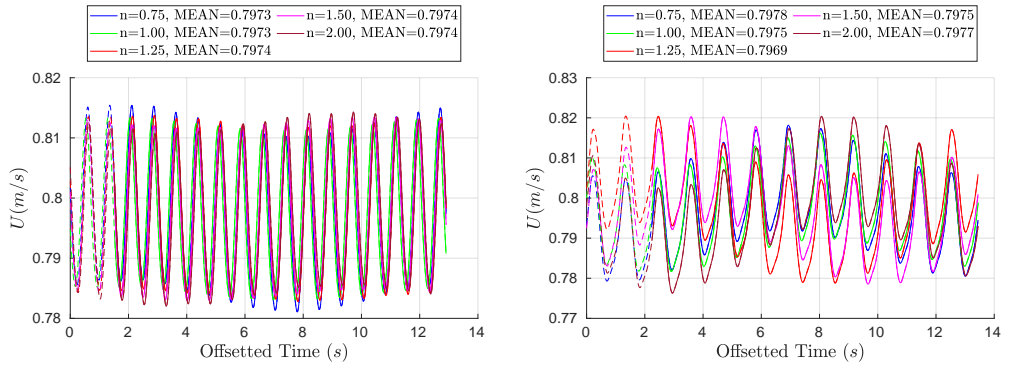 n=0.75, MEAN=0.7973 n=1.50, MEAN=0.7974
n=1.00, MEAN=0.7973 n=2.00, MEAN=0.7974
n=1.25, MEAN=0.7974
0.82
0.81
0.8
0.79
0.78
U(m/s)
0 2 4 6 8 10 12 14
Offsetted Time (s)
n=0.75, MEAN=0.7978 n=1.50, MEAN=0.7975
n=1.00, MEAN=0.7975 n=2.00, MEAN=0.7977
n=1.25, MEAN=0.7969
0.83
0.82
0.81
0.8
0.79
0.78
0.77
U(m/s)
0 2 4 6 8 10 12 14
Offsetted Time (s)